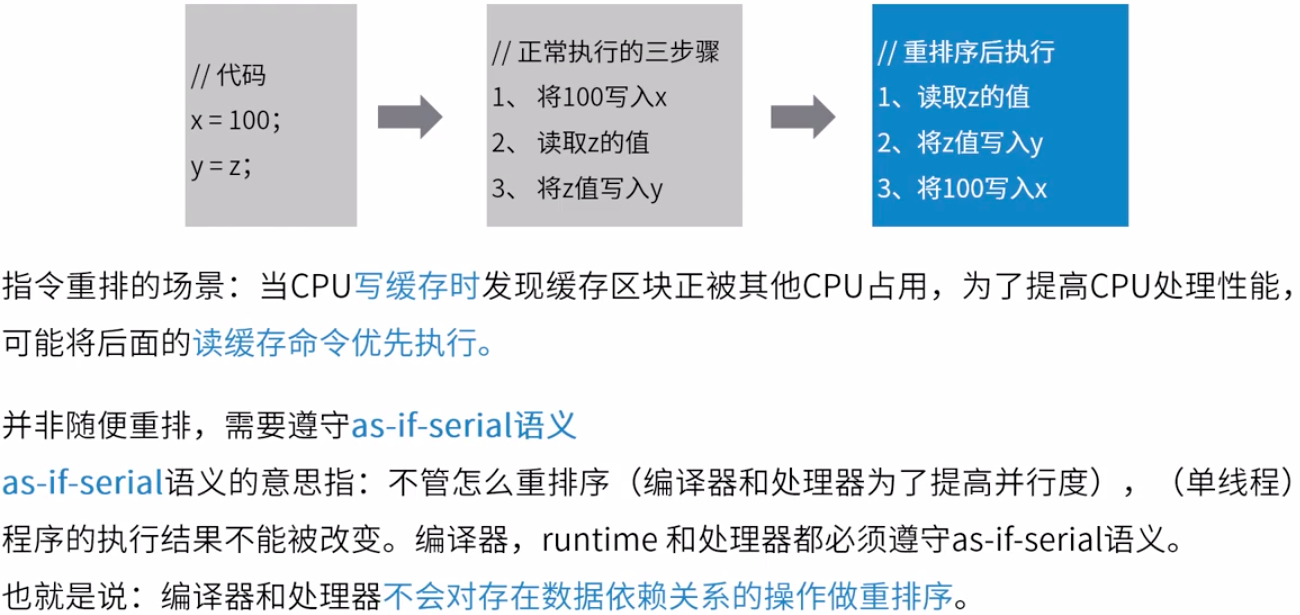 // 代码
x = 100；
y = z；
// 正常执行的三步骤
1、 将100写入x
2、 读取z的值
3、 将z值写入y
// 重排序后执行
1、读取z的值
2、将z值写入y
3、将100写入x
指令重排的场景：当CPU写缓存时发现缓存区块正被其他CPU占用，为了提高CPU处理性能，
可能将后面的读缓存命令优先执行。
并非随便重排，需要遵守as-if-serial语义
as-if-serial语义的意思指：不管怎么重排序（编译器和处理器为了提高并行度），（单线程）
程序的执行结果不能被改变。编译器，runtime 和处理器都必须遵守as-if-serial语义。
也就是说：编译器和处理器不会对存在数据依赖关系的操作做重排序。